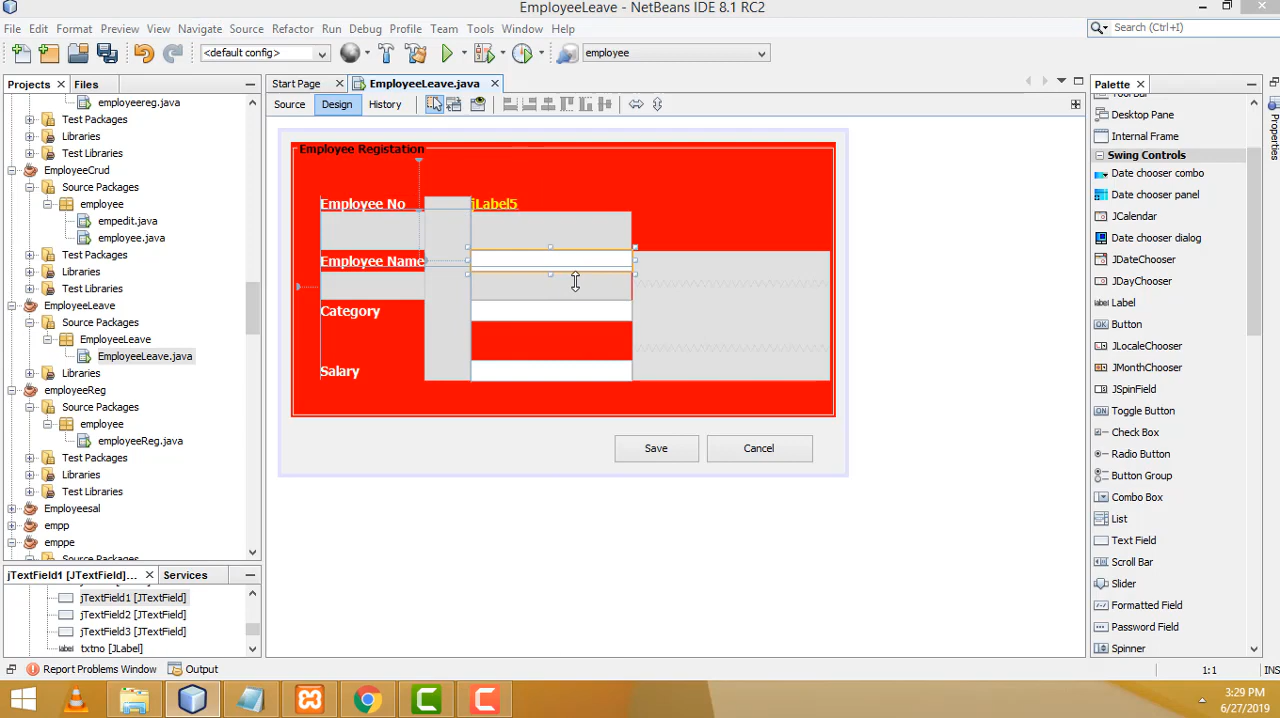 EmployeeLeave - NetBeans IDE 8.1 RC2
File Edit Format Preview View Navigate Source Refactor Run Debug Profile Team Tools Window Help
Search (Ctrl+I)
<default config>
employee
Projects
Files
Start Page
EmployeeLeave.java
Palette
Source Design History
employeereg.java
Test Packages
Libraries
Test Libraries
EmployeeCrud
Source Packages
employee
empedit.java
employee.java
Test Packages
Libraries
Test Libraries
EmployeeLeave
Source Packages
EmployeeLeave
EmployeeLeave.java
Libraries
employeeReg
Source Packages
employee
employeeReg.java
Test Packages
Libraries
Test Libraries
Employeesal
empp
emppe
Source Packages
Employee Registation
Employee No
jLabel5
Employee Name
Category
Salary
Save
Cancel
Tool Bar
Desktop Pane
Internal Frame
Swing Controls
Date chooser combo
Date chooser panel
JCalendar
Date chooser dialog
JDateChooser
JDayChooser
Label
Button
JLocaleChooser
JMonthChooser
JSpinField
Toggle Button
Check Box
Radio Button
Button Group
Combo Box
List
Text Field
Scroll Bar
Slider
Formatted Field
Password Field
Spinner
Properties
jTextField1 [JTextField]...
Services
jTextField1 [JTextField]
jTextField2 [JTextField]
jTextField3 [JTextField]
txtno [JLabel]
Report Problems Window
Output
1:1
INS
3:29 PM
6/27/2019